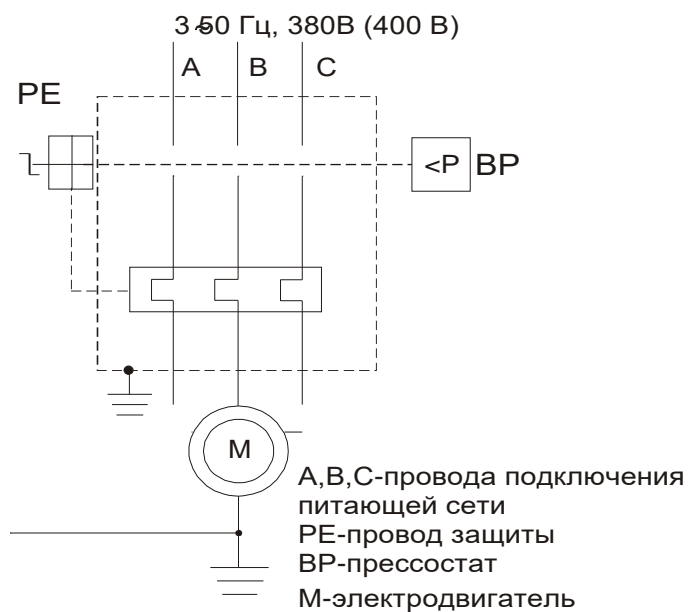 3~50 Гц, 380В (400 В)
A B C
PE
<P BP
M
A,B,C-провода подключения
питающей сети
PE-провод защиты
BP-прессостат
M-электродвигатель